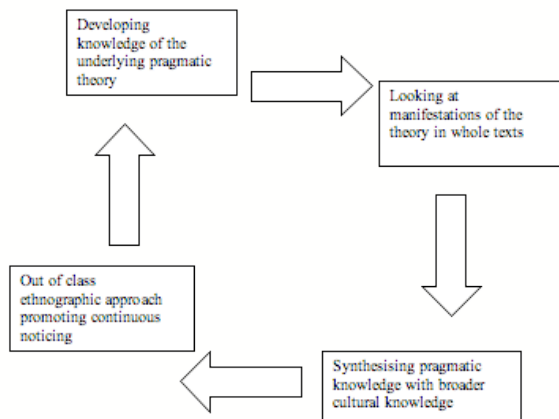 Developing
knowledge of the
underlying pragmatic
theory
Looking at
manifestations of the
theory in whole texts
Synthesising pragmatic
knowledge with broader
cultural knowledge
Out of class
ethnographic approach
promoting continuous
noticing